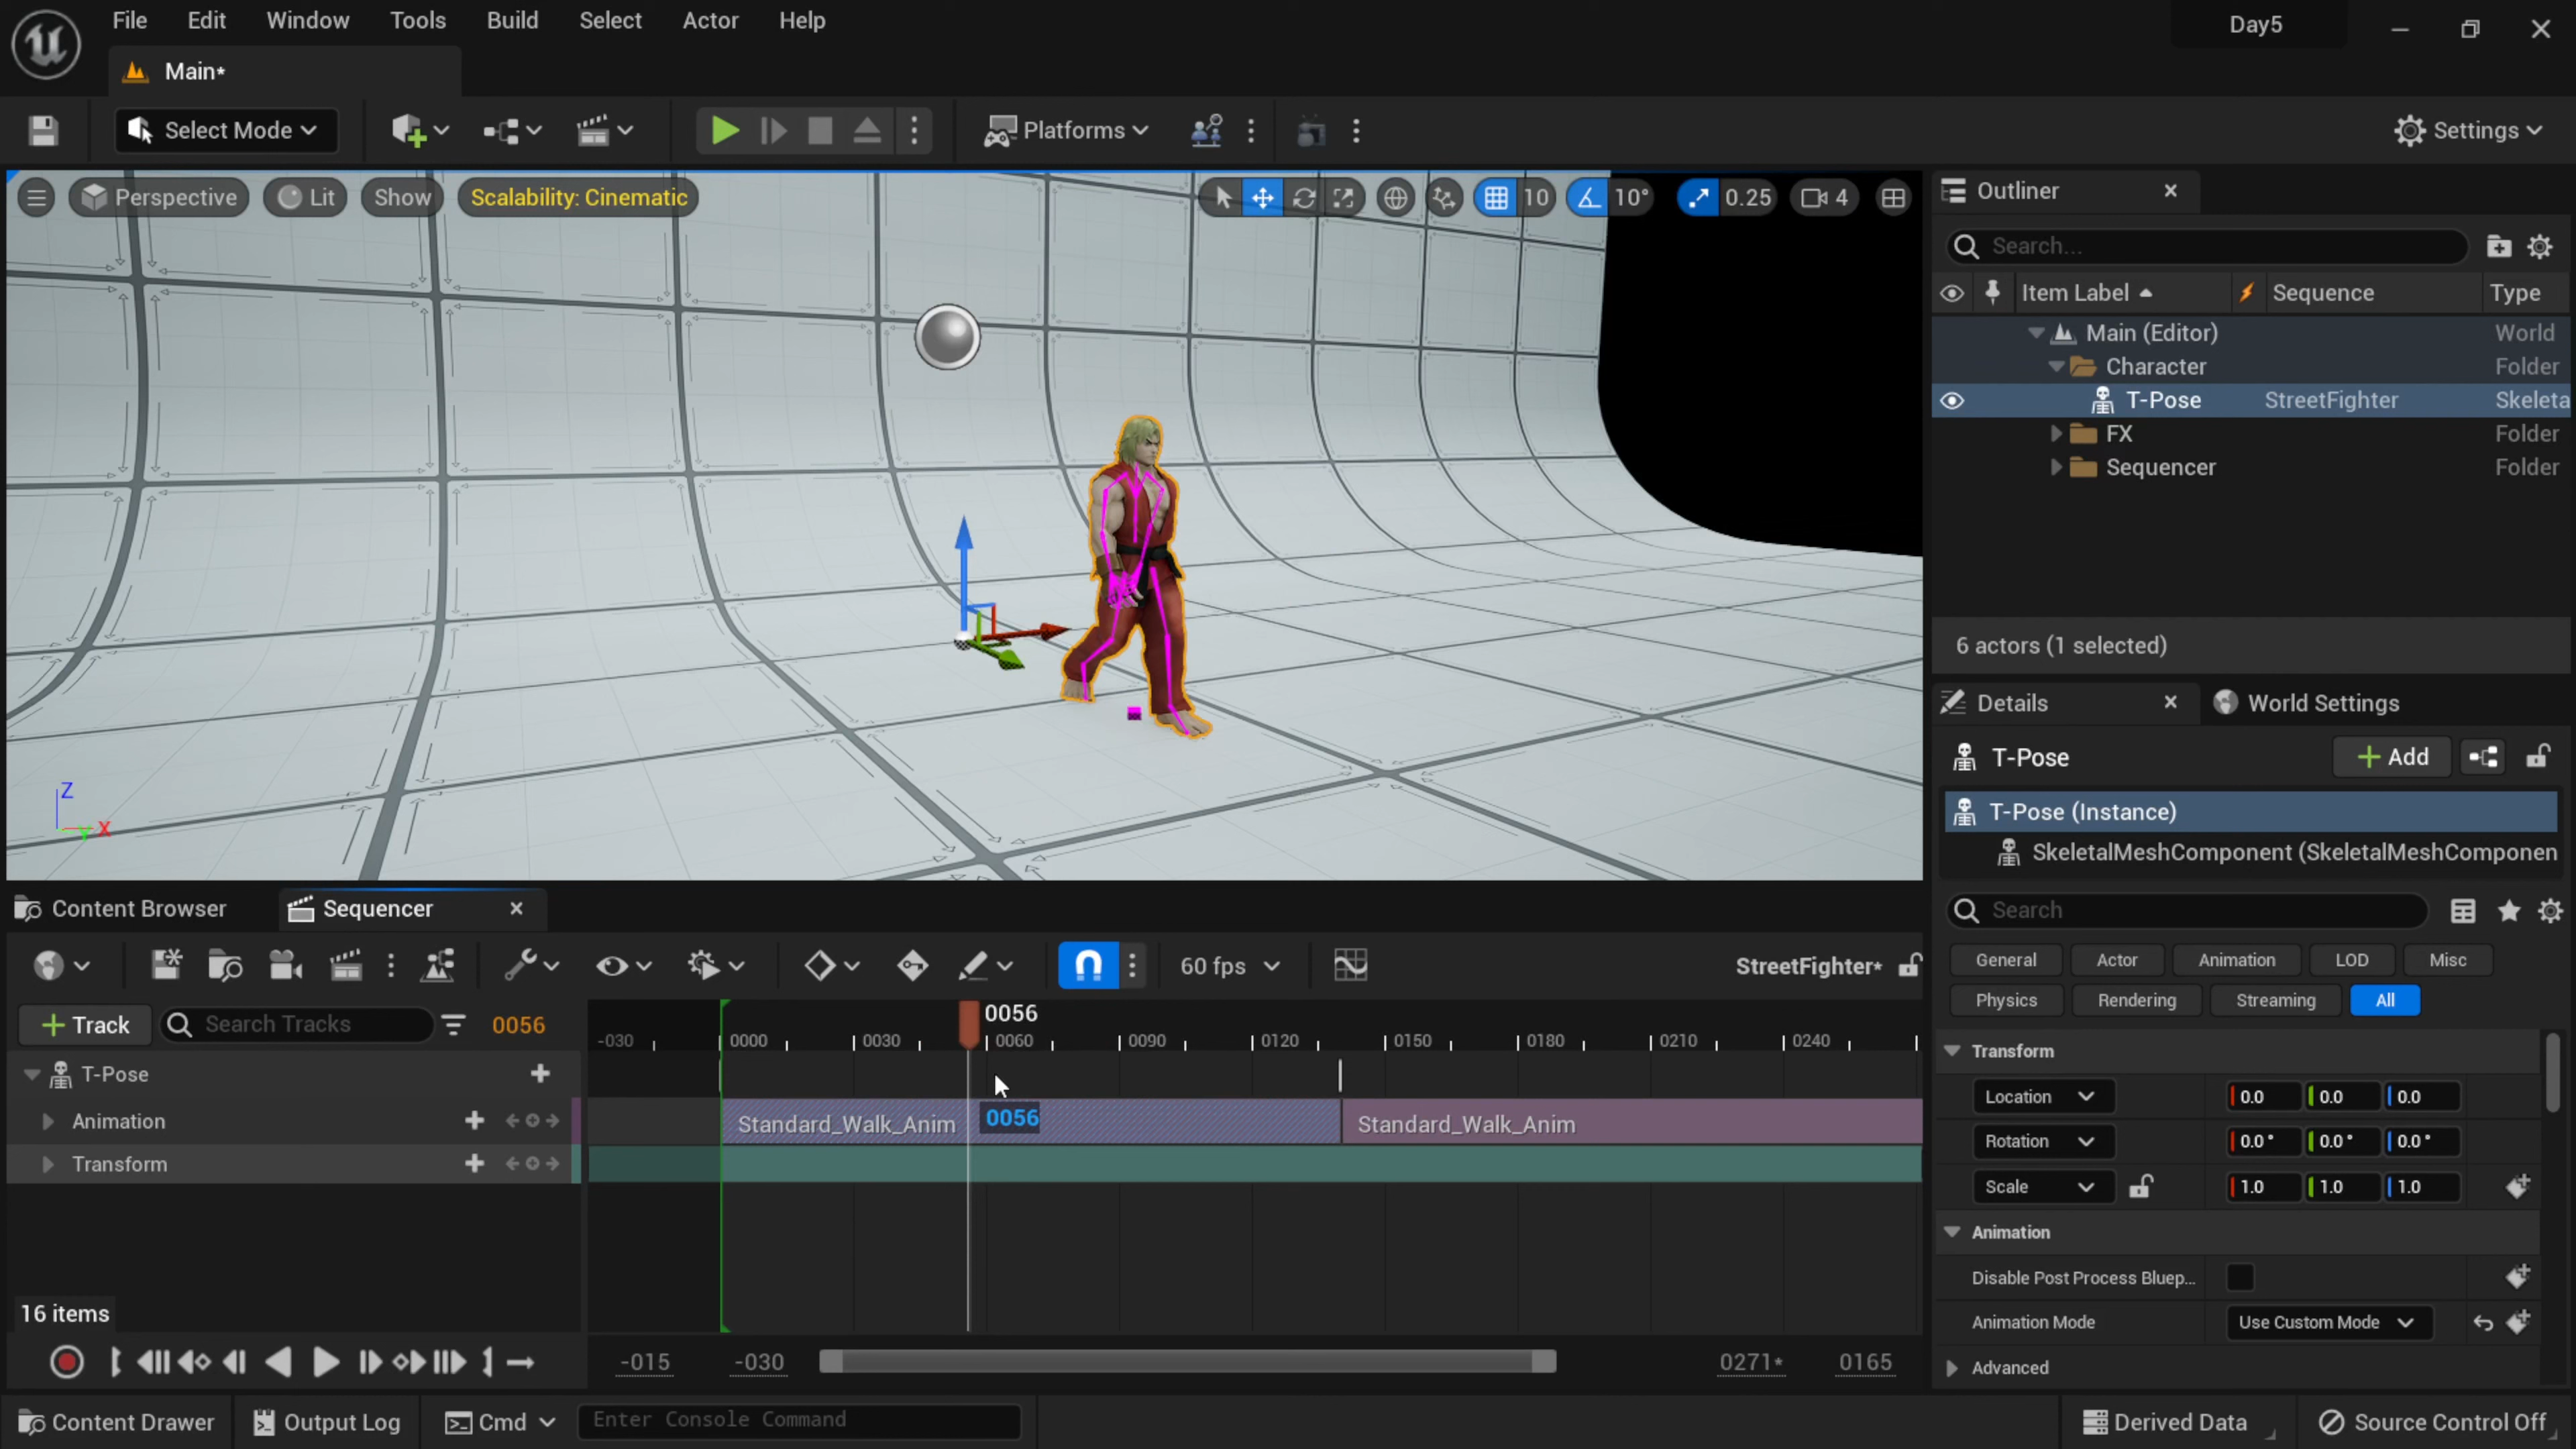 File Edit Window Tools Build Select Actor Help
Day5
Main*
Select Mode
Platforms
Settings
Perspective Lit Show Scalability: Cinematic
10 10° 0.25 4
Z
X
Outliner
Search...
Item Label Sequence Type
Main (Editor) World
Character Folder
T-Pose StreetFighter Skeleta
FX Folder
Sequencer Folder
6 actors (1 selected)
Details World Settings
T-Pose Add
T-Pose (Instance)
SkeletalMeshComponent (SkeletalMeshComponen
Search
General Actor Animation LOD Misc
Physics Rendering Streaming All
Transform
Location 0.0 0.0 0.0
Rotation 0.0° 0.0° 0.0°
Scale 1.0 1.0 1.0
Animation
Disable Post Process Bluep...
Animation Mode Use Custom Mode
Advanced
Content Browser Sequencer
60 fps StreetFighter*
Track Search Tracks 0056
0056
-030 0000 0030 0060 0090 0120 0150 0180 0210 0240
T-Pose
Animation
Standard_Walk_Anim 0056 Standard_Walk_Anim
Transform
16 items
-015 -030 0271* 0165
Content Drawer Output Log Cmd Enter Console Command
Derived Data Source Control Off